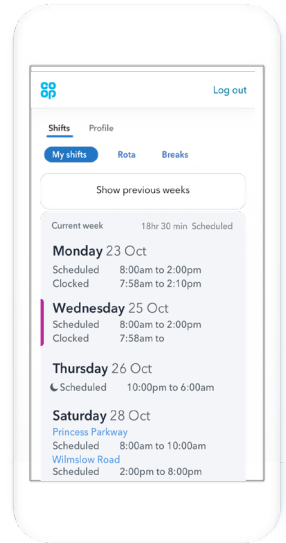 CO
OP
Log out
Shifts Profile
My shifts Rota Breaks
Show previous weeks
Current week 18hr 30 min Scheduled
Monday 23 Oct
Scheduled 8:00am to 2:00pm
Clocked 7:58am to 2:10pm
Wednesday 25 Oct
Scheduled 8:00am to 2:00pm
Clocked 7:58am to
Thursday 26 Oct
Scheduled 10:00pm to 6:00am
Saturday 28 Oct
Princess Parkway
Scheduled 8:00am to 10:00am
Wilmslow Road
Scheduled 2:00pm to 8:00pm